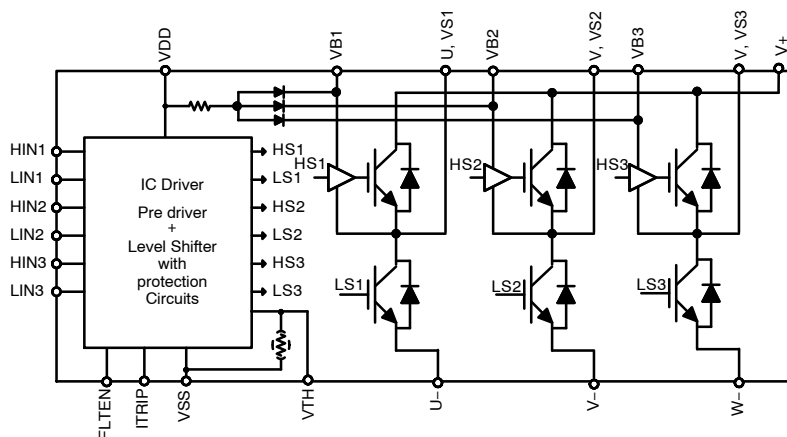 VDD
VB1
U, VS1
VB2
V, VS2
VB3
V, VS3
V+
HIN1
LIN1
HIN2
LIN2
HIN3
LIN3
IC Driver
Pre driver
+
Level Shifter
with
protection
Circuits
HS1
LS1
HS2
LS2
HS3
LS3
HS1
HS2
HS3
LS1
LS2
LS3
FLTEN
ITRIP
VSS
VTH
U−
V−
W−